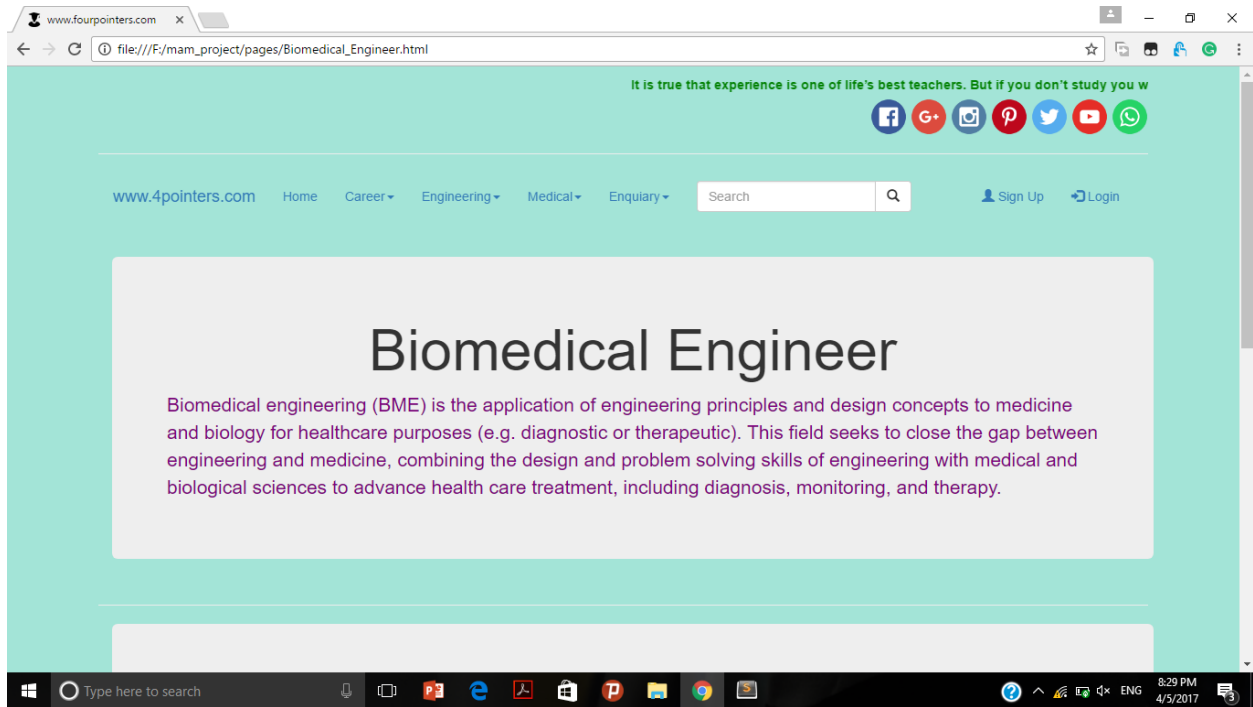 www.fourpointers.com
file:///F:/mam_project/pages/Biomedical_Engineer.html
It is true that experience is one of life's best teachers. But if you don't study you w
www.4pointers.com Home Career Engineering Medical Enquiary Search Sign Up Login
Biomedical Engineer
Biomedical engineering (BME) is the application of engineering principles and design concepts to medicine
and biology for healthcare purposes (e.g. diagnostic or therapeutic). This field seeks to close the gap between
engineering and medicine, combining the design and problem solving skills of engineering with medical and
biological sciences to advance health care treatment, including diagnosis, monitoring, and therapy.
Type here to search
ENG
8:29 PM
4/5/2017
3